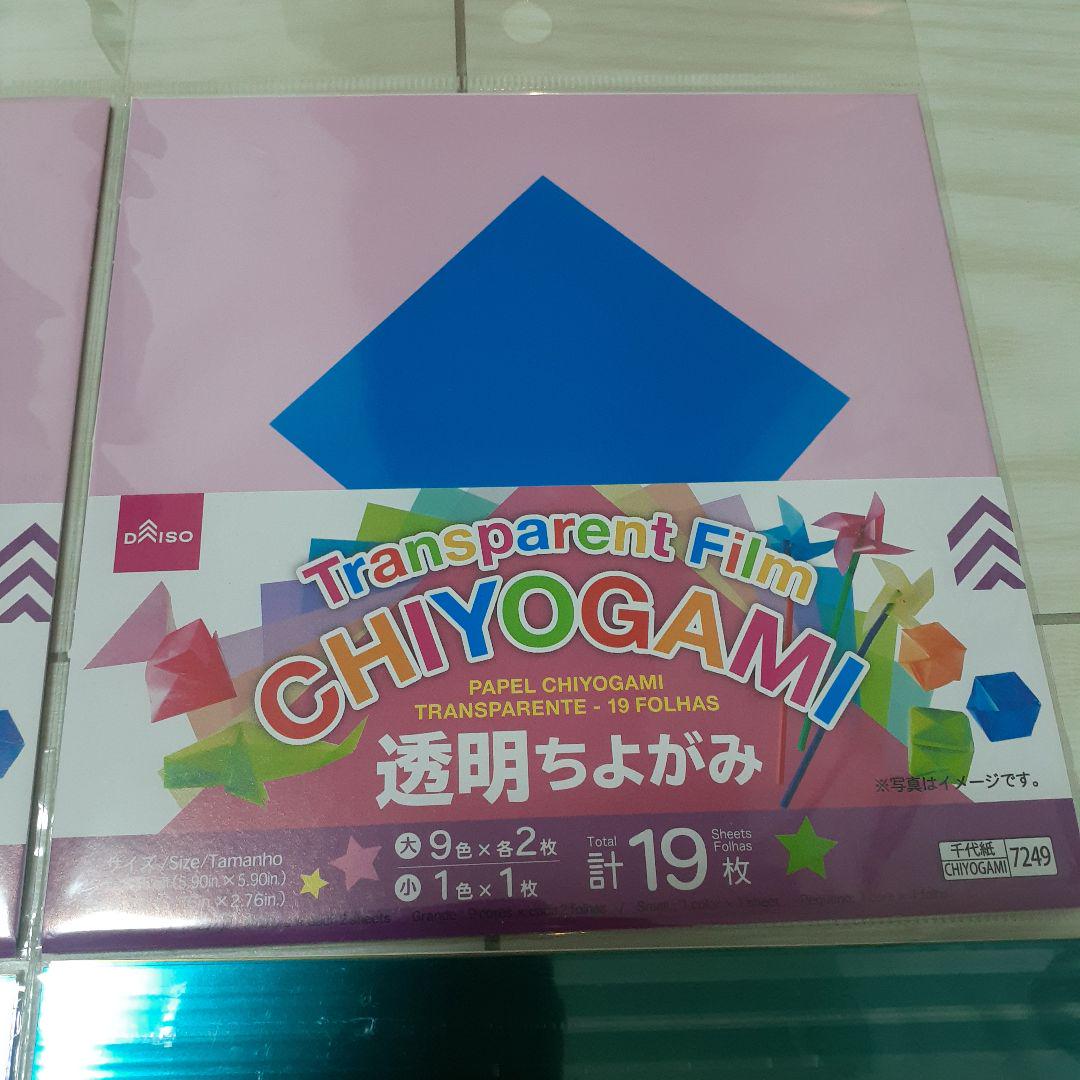 DAISO
Transparent Film
CHIYOGAMI
PAPEL CHIYOGAMI
TRANSPARENTE - 19 FOLHAS
透明ちよがみ
※写真はイメージです。
サイズ/Size/Tamanho
(5.90in.×5.90in.)
×2.76in.)
大 9色×各2枚
小 1色×1枚
Total
計19枚
Sheets
Folhas
千代紙
CHIYOGAMI
7249